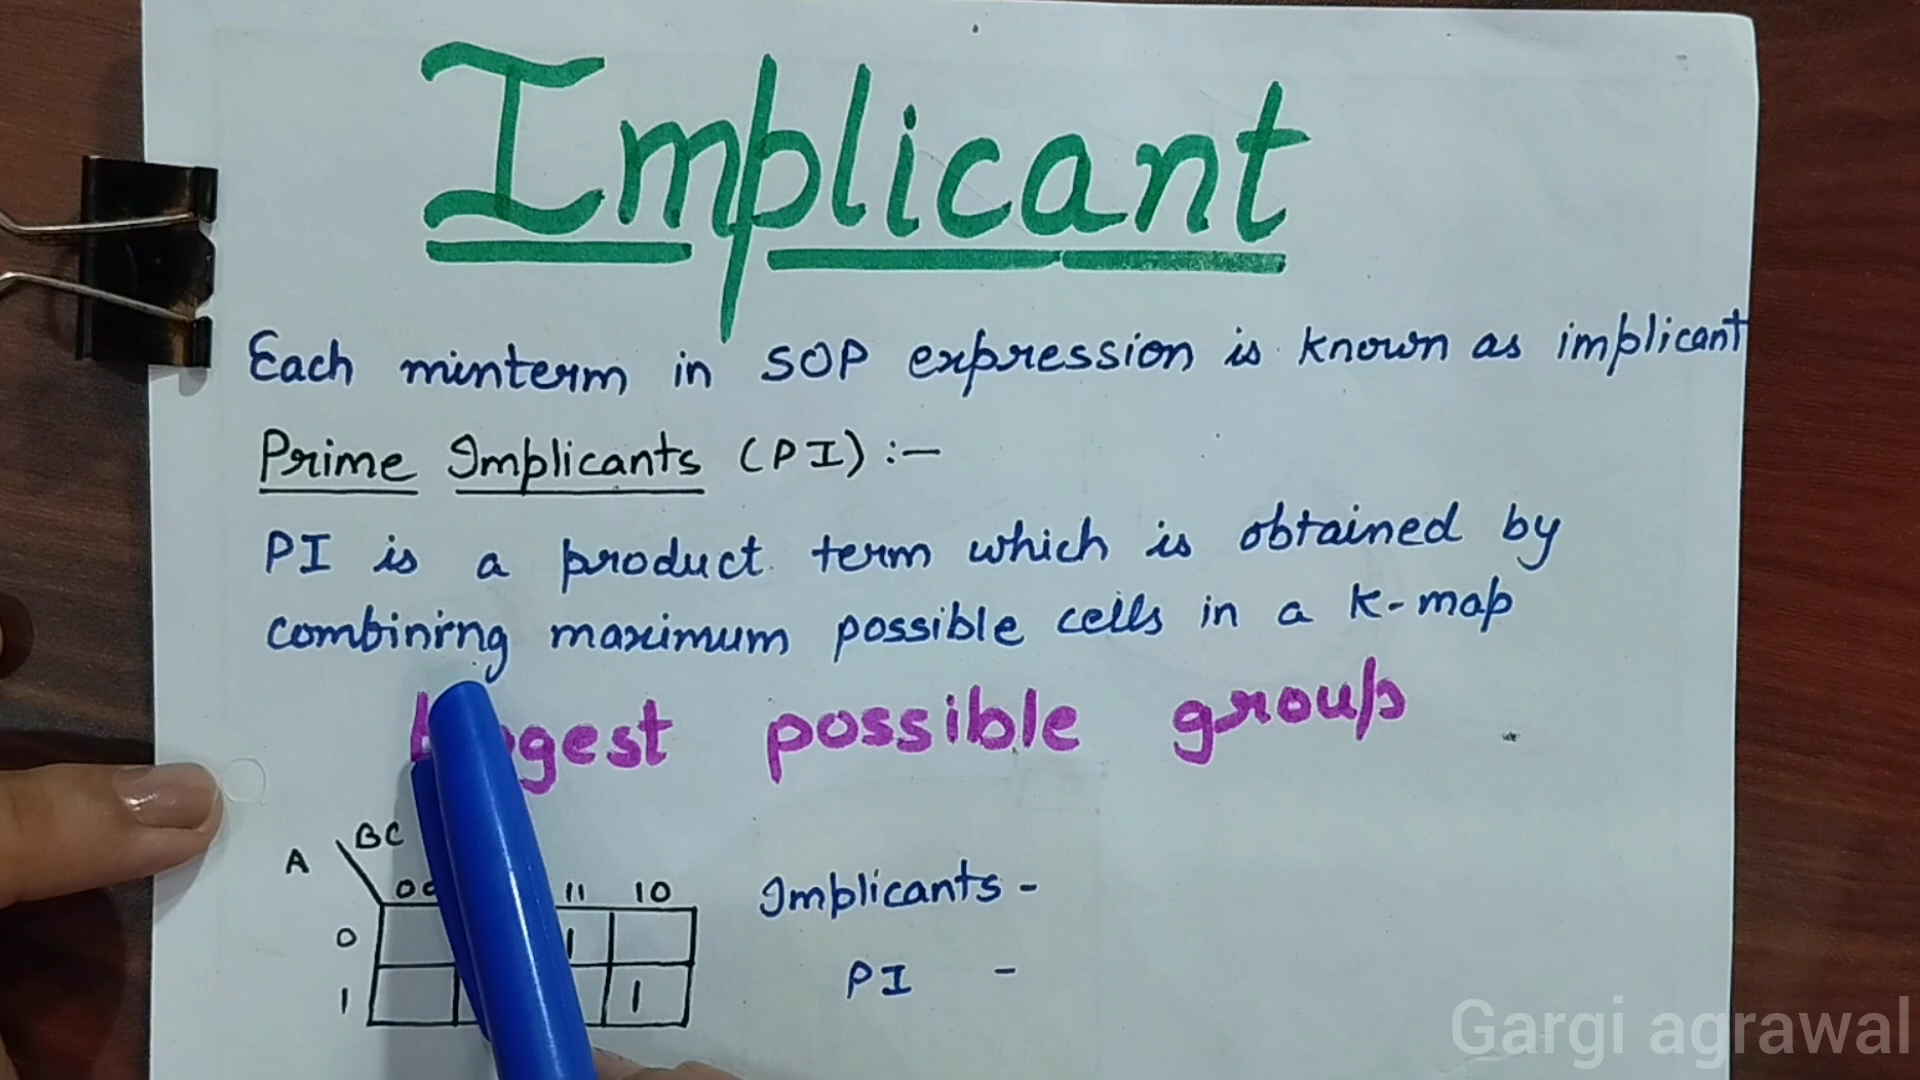 Implicant
Each minterm in SOP expression is known as implicant
Prime Implicants (PI) :-
PI is a product term which is obtained by
combining maximum possible cells in a K-map
possible group
A BC
11 10
0 1
1 1
Implicants -
PI -
Gargi agrawal